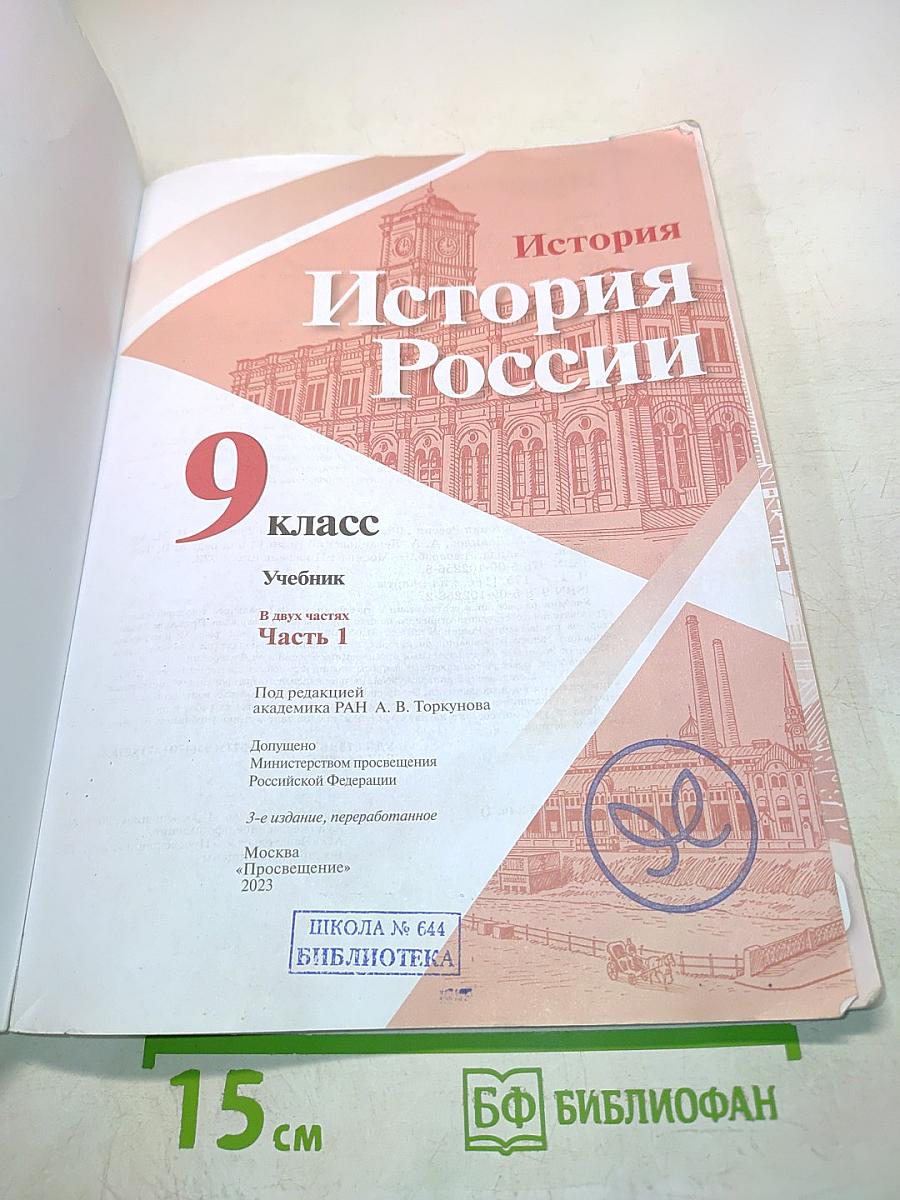 История
История
России
9 класс
Учебник
В двух частях
Часть 1
Под редакцией
академика РАН А. В. Торкунова
Допущено
Министерством просвещения
Российской Федерации
3-е издание, переработанное
Москва
«Просвещение»
2023
ШКОЛА № 644
БИБЛИОТЕКА
15 см
БФ БИБЛИОФАН